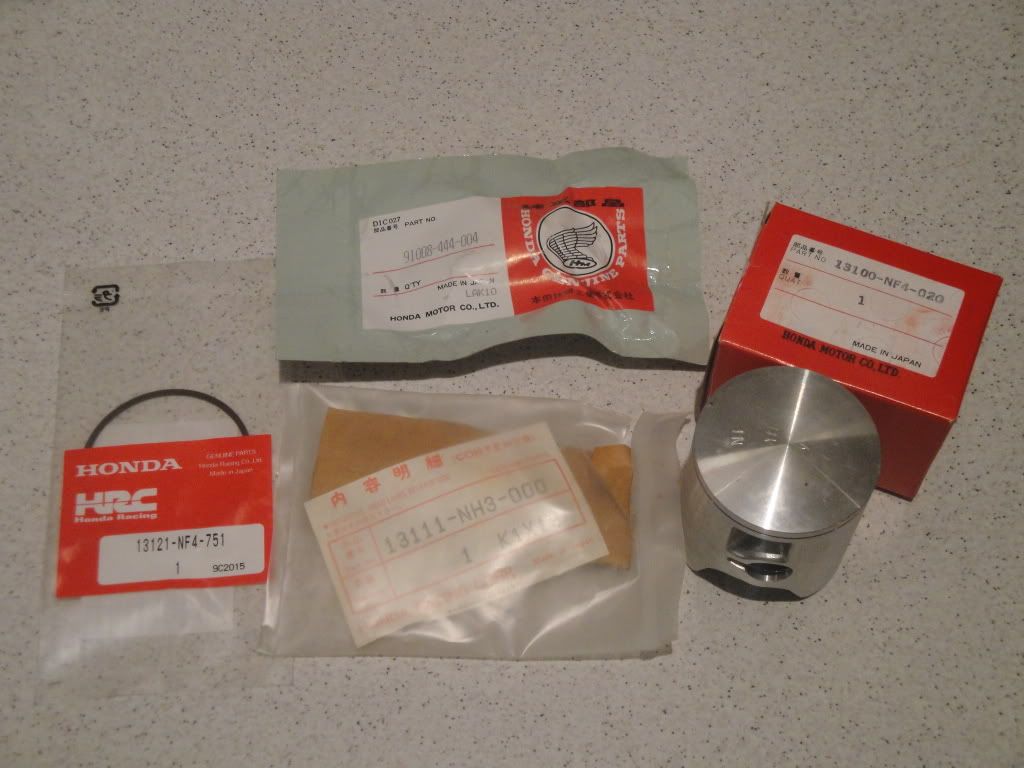 D1C027
部品番号 PART NO.
91008-444-004
数量 Q'TY MADE IN JAPAN
LAK10
HONDA MOTOR CO.,LTD.
HONDA GENUINE PARTS
部品番号
PART NO. 13100-NF4-020
数量
1
MADE IN JAPAN
HONDA MOTOR CO.,LTD.
HONDA
GENUINE PARTS
Honda Racing Co.,Ltd.
Made in Japan
HRC
Honda Racing
13121-NF4-751
1 9C2015
内容明細
13111-NH3-000
1
IN